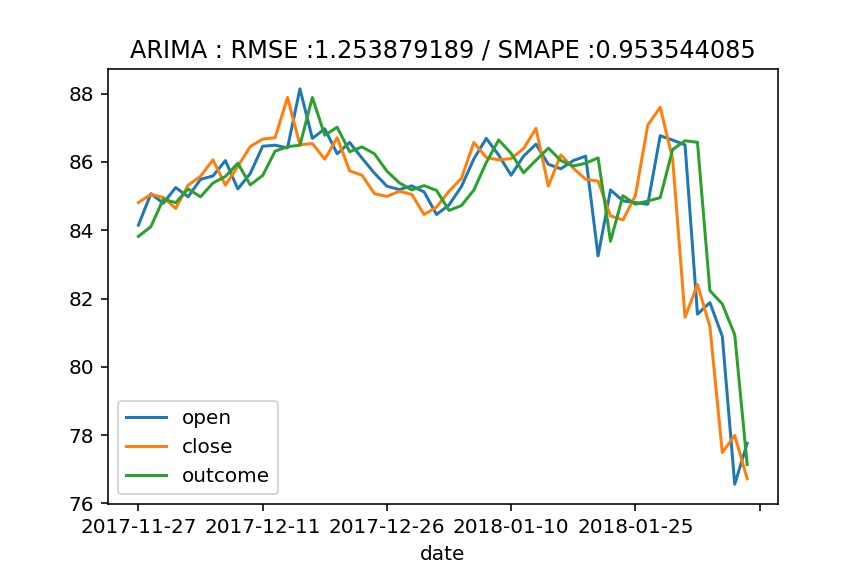 ARIMA : RMSE :1.253879189 / SMAPE :0.953544085
88
86
84
82
80
78
76
open
close
outcome
2017-11-27 2017-12-11 2017-12-26 2018-01-10 2018-01-25
date